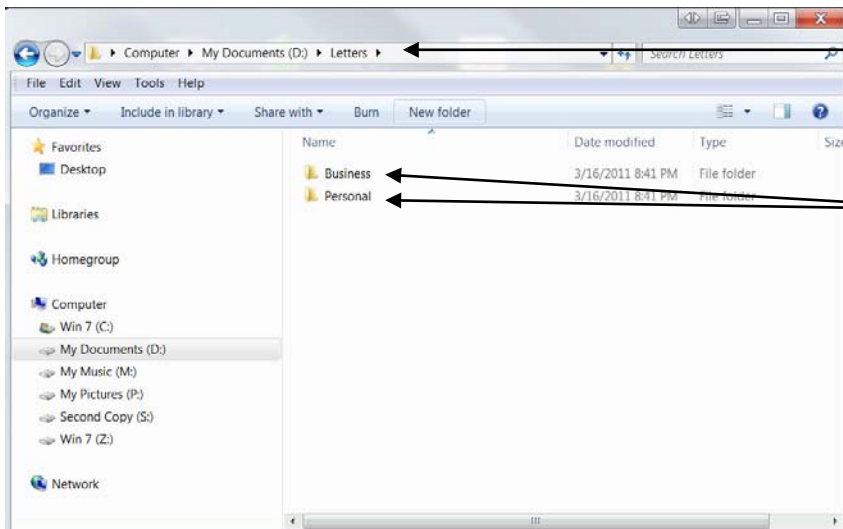 Computer ▸ My Documents (D:) ▸ Letters ▸ Search Letters
File Edit View Tools Help
Organize Include in library Share with Burn New folder
Favorites
Desktop
Libraries
Homegroup
Computer
Win 7 (C:)
My Documents (D:)
My Music (M:)
My Pictures (P:)
Second Copy (S:)
Win 7 (Z:)
Network
Name Date modified Type Size
Business 3/16/2011 8:41 PM File folder
Personal 3/16/2011 8:41 PM File folder